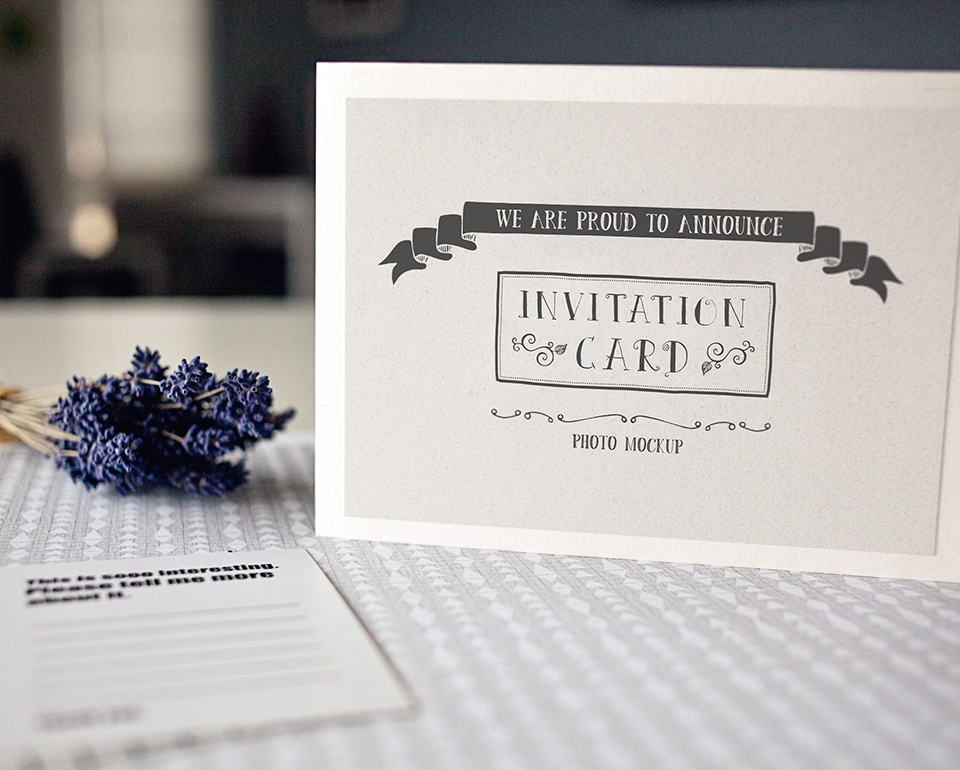 WE ARE PROUD TO ANNOUNCE
INVITATION
CARD
PHOTO MOCKUP
This is sooo interesting.
Please tell me more
about it.